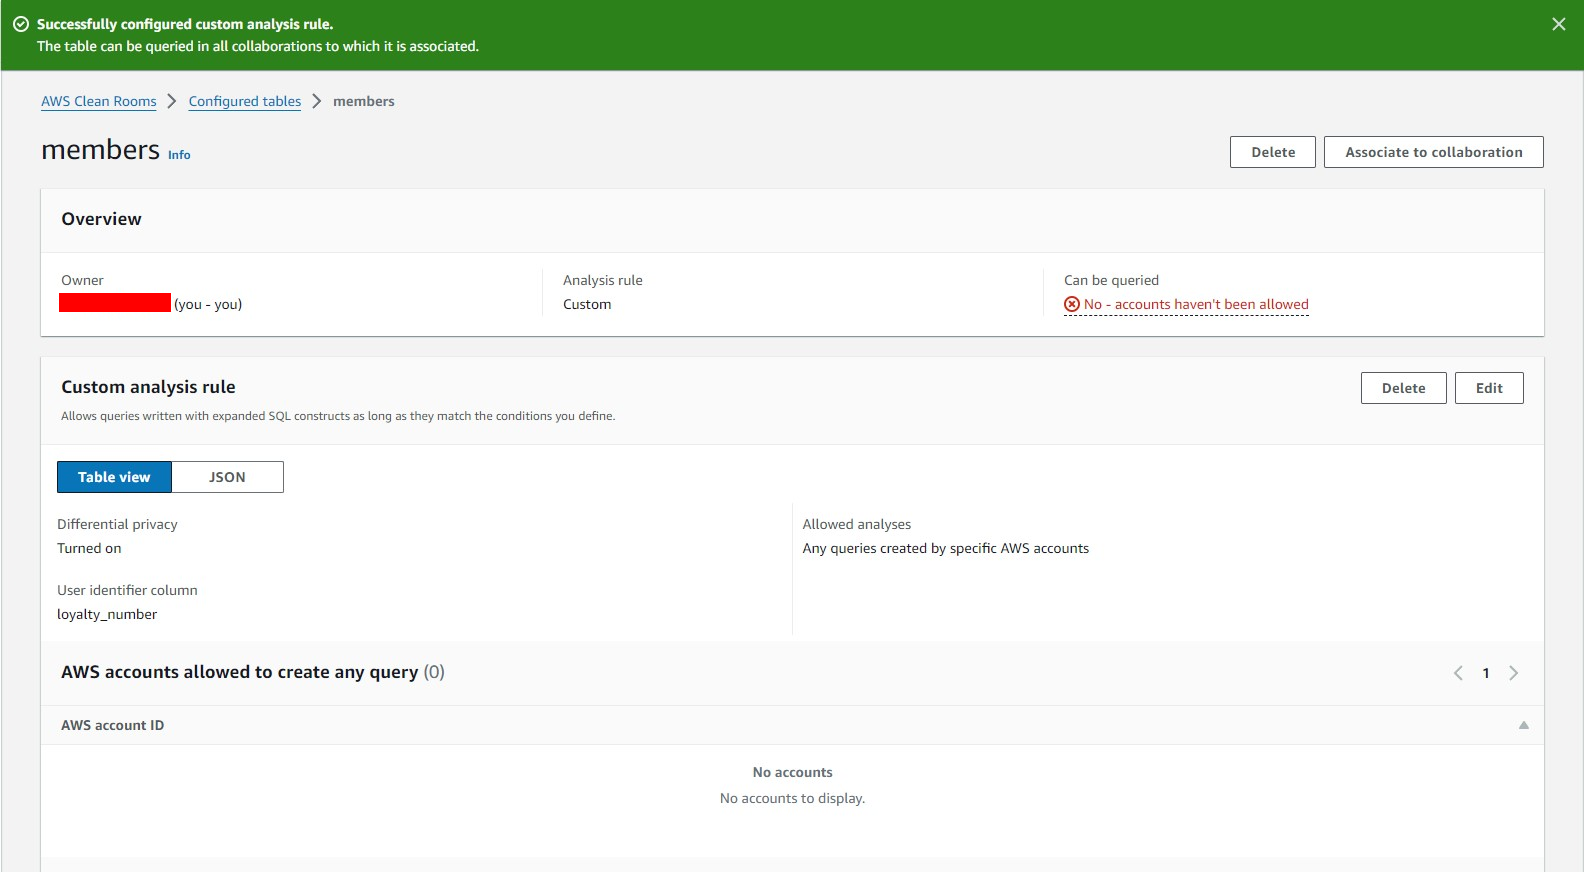 Successfully configured custom analysis rule.
The table can be queried in all collaborations to which it is associated.
AWS Clean Rooms > Configured tables > members
members Info
Delete
Associate to collaboration
Overview
Owner
(you - you)
Analysis rule
Custom
Can be queried
No - accounts haven't been allowed
Custom analysis rule
Delete
Edit
Allows queries written with expanded SQL constructs as long as they match the conditions you define.
Table view
JSON
Differential privacy
Turned on
User identifier column
loyalty_number
Allowed analyses
Any queries created by specific AWS accounts
AWS accounts allowed to create any query (0)
1
AWS account ID
No accounts
No accounts to display.